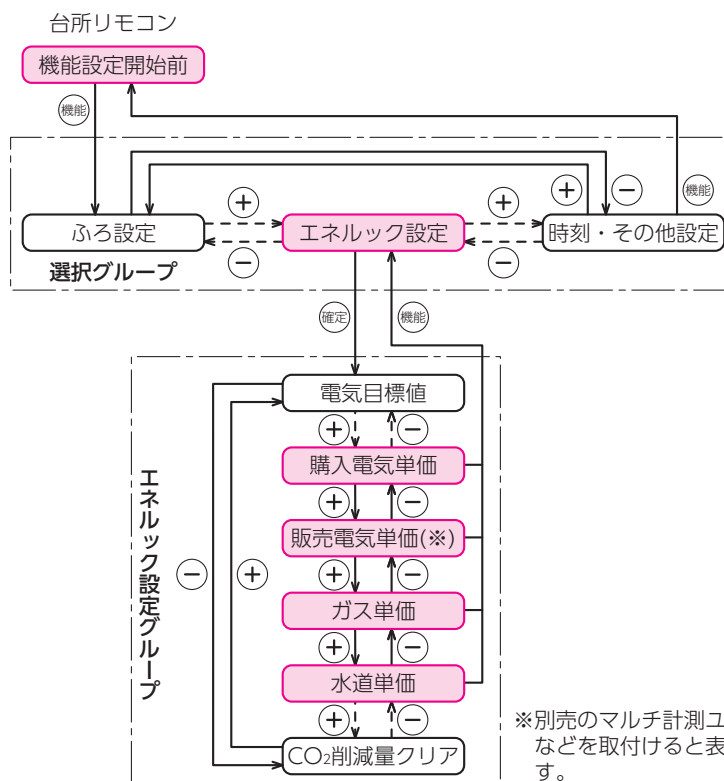 台所リモコン
機能設定開始前
機能
＋ － 機能
＋ ＋
ふろ設定 エネルック設定 時刻・その他設定
－ －
選択グループ
確定 機能
電気目標値
＋ －
購入電気単価
＋ －
販売電気単価(※)
エネルック設定グループ
－ ＋ ＋ －
ガス単価
＋ －
水道単価
＋ －
CO₂削減量クリア
※別売のマルチ計測ユ
などを取付けると表
す。